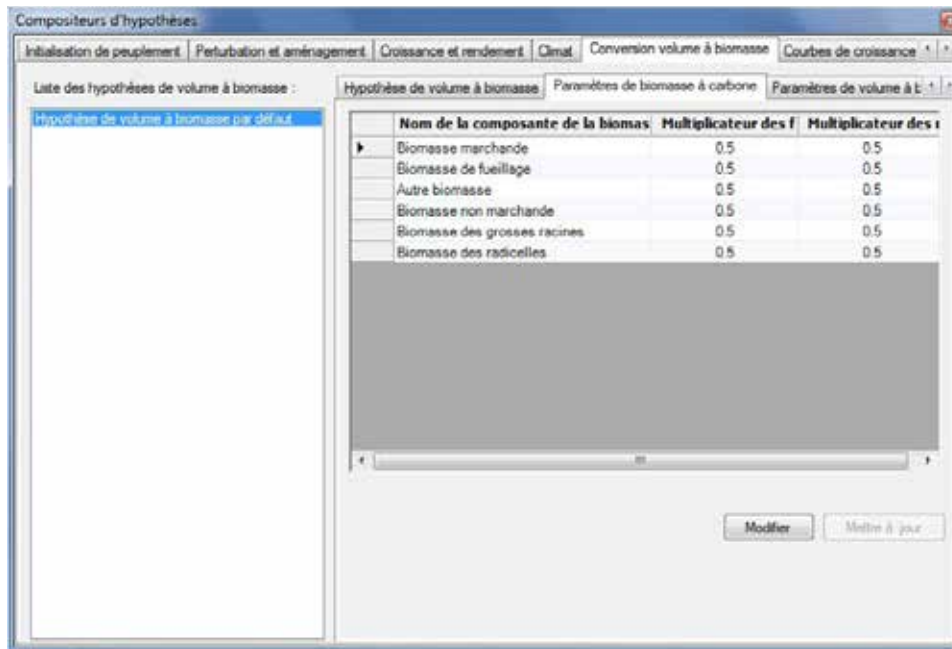 Compositeurs d'hypothèses
Initialisation de peuplement Perturbation et aménagement Croissance et rendement Climat Conversion volume à biomasse Courbes de croissance
Liste des hypothèses de volume à biomasse :
Hypothèse de volume à biomasse Paramètres de biomasse à carbone Paramètres de volume à b
Hypothèse de volume à biomasse par défaut
Nom de la composante de la biomas Multiplicateur des f Multiplicateur des r
Biomasse marchande 0.5 0.5
Biomasse de fueillage 0.5 0.5
Autre biomasse 0.5 0.5
Biomasse non marchande 0.5 0.5
Biomasse des grosses racines 0.5 0.5
Biomasse des radicelles 0.5 0.5
Modifier Mettre à jour